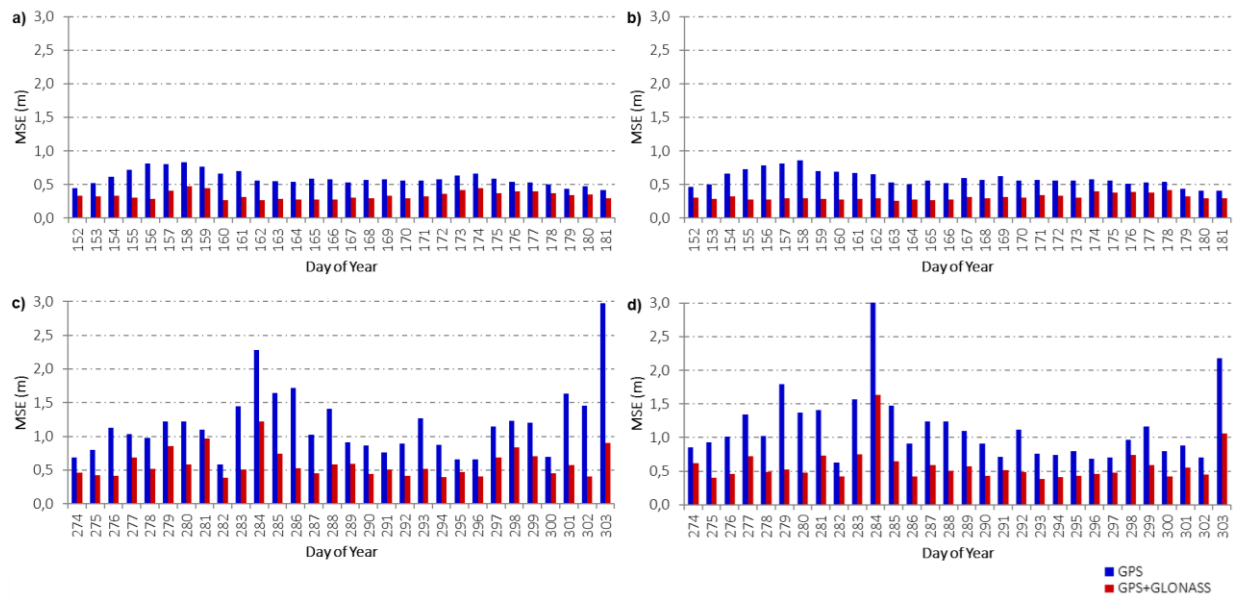 a)
3,0
2,5
2,0
1,5
1,0
0,5
0,0
MSE (m)
152 153 154 155 156 157 158 159 160 161 162 163 164 165 166 167 168 169 170 171 172 173 174 175 176 177 178 179 180 181
Day of Year
b)
3,0
2,5
2,0
1,5
1,0
0,5
0,0
MSE (m)
152 153 154 155 156 157 158 159 160 161 162 163 164 165 166 167 168 169 170 171 172 173 174 175 176 177 178 179 180 181
Day of Year
c)
3,0
2,5
2,0
1,5
1,0
0,5
0,0
MSE (m)
274 275 276 277 278 279 280 281 282 283 284 285 286 287 288 289 290 291 292 293 294 295 296 297 298 299 300 301 302 303
Day of Year
d)
3,0
2,5
2,0
1,5
1,0
0,5
0,0
MSE (m)
274 275 276 277 278 279 280 281 282 283 284 285 286 287 288 289 290 291 292 293 294 295 296 297 298 299 300 301 302 303
Day of Year
GPS
GPS+GLONASS